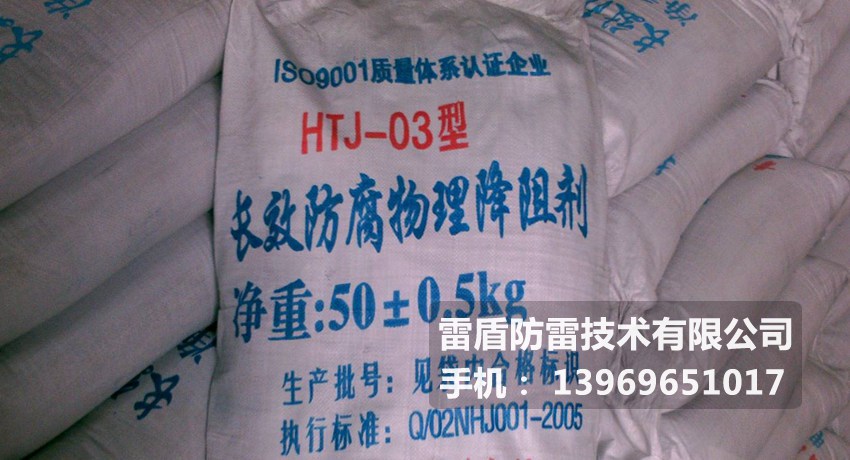 ISO9001质量体系认证企业
HTJ-03型
长效防腐物理降阻剂
净重:50±0.5kg
生产批号：见袋内合格标识
执行标准：Q/02NHJ001-2005
雷盾防雷技术有限公司
手机： 13969651017
长效
净